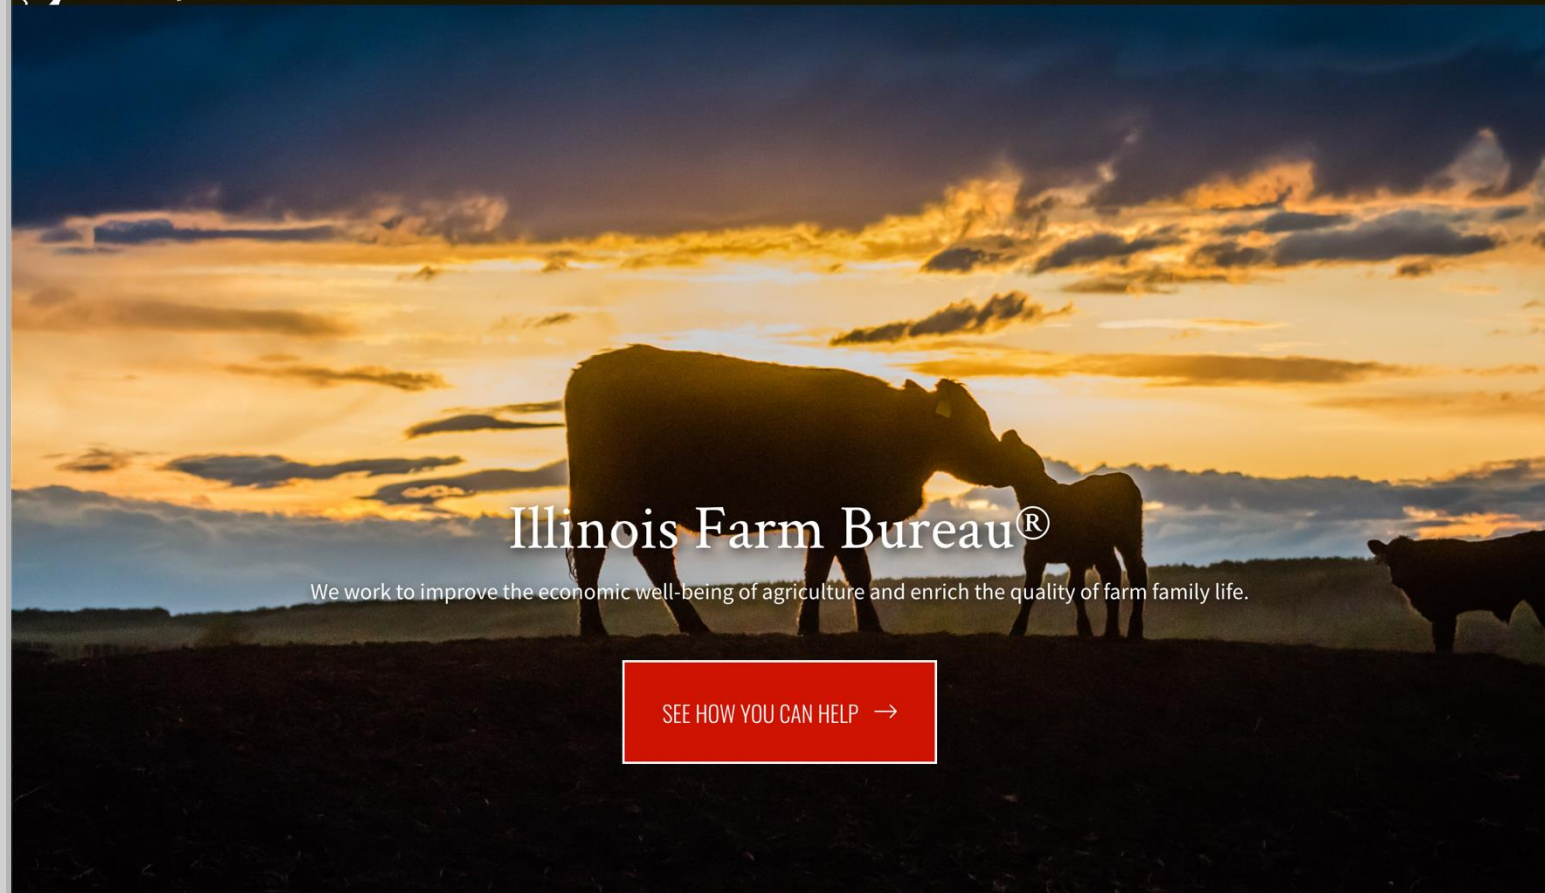 Illinois Farm Bureau®
We work to improve the economic well-being of agriculture and enrich the quality of farm family life.
SEE HOW YOU CAN HELP →